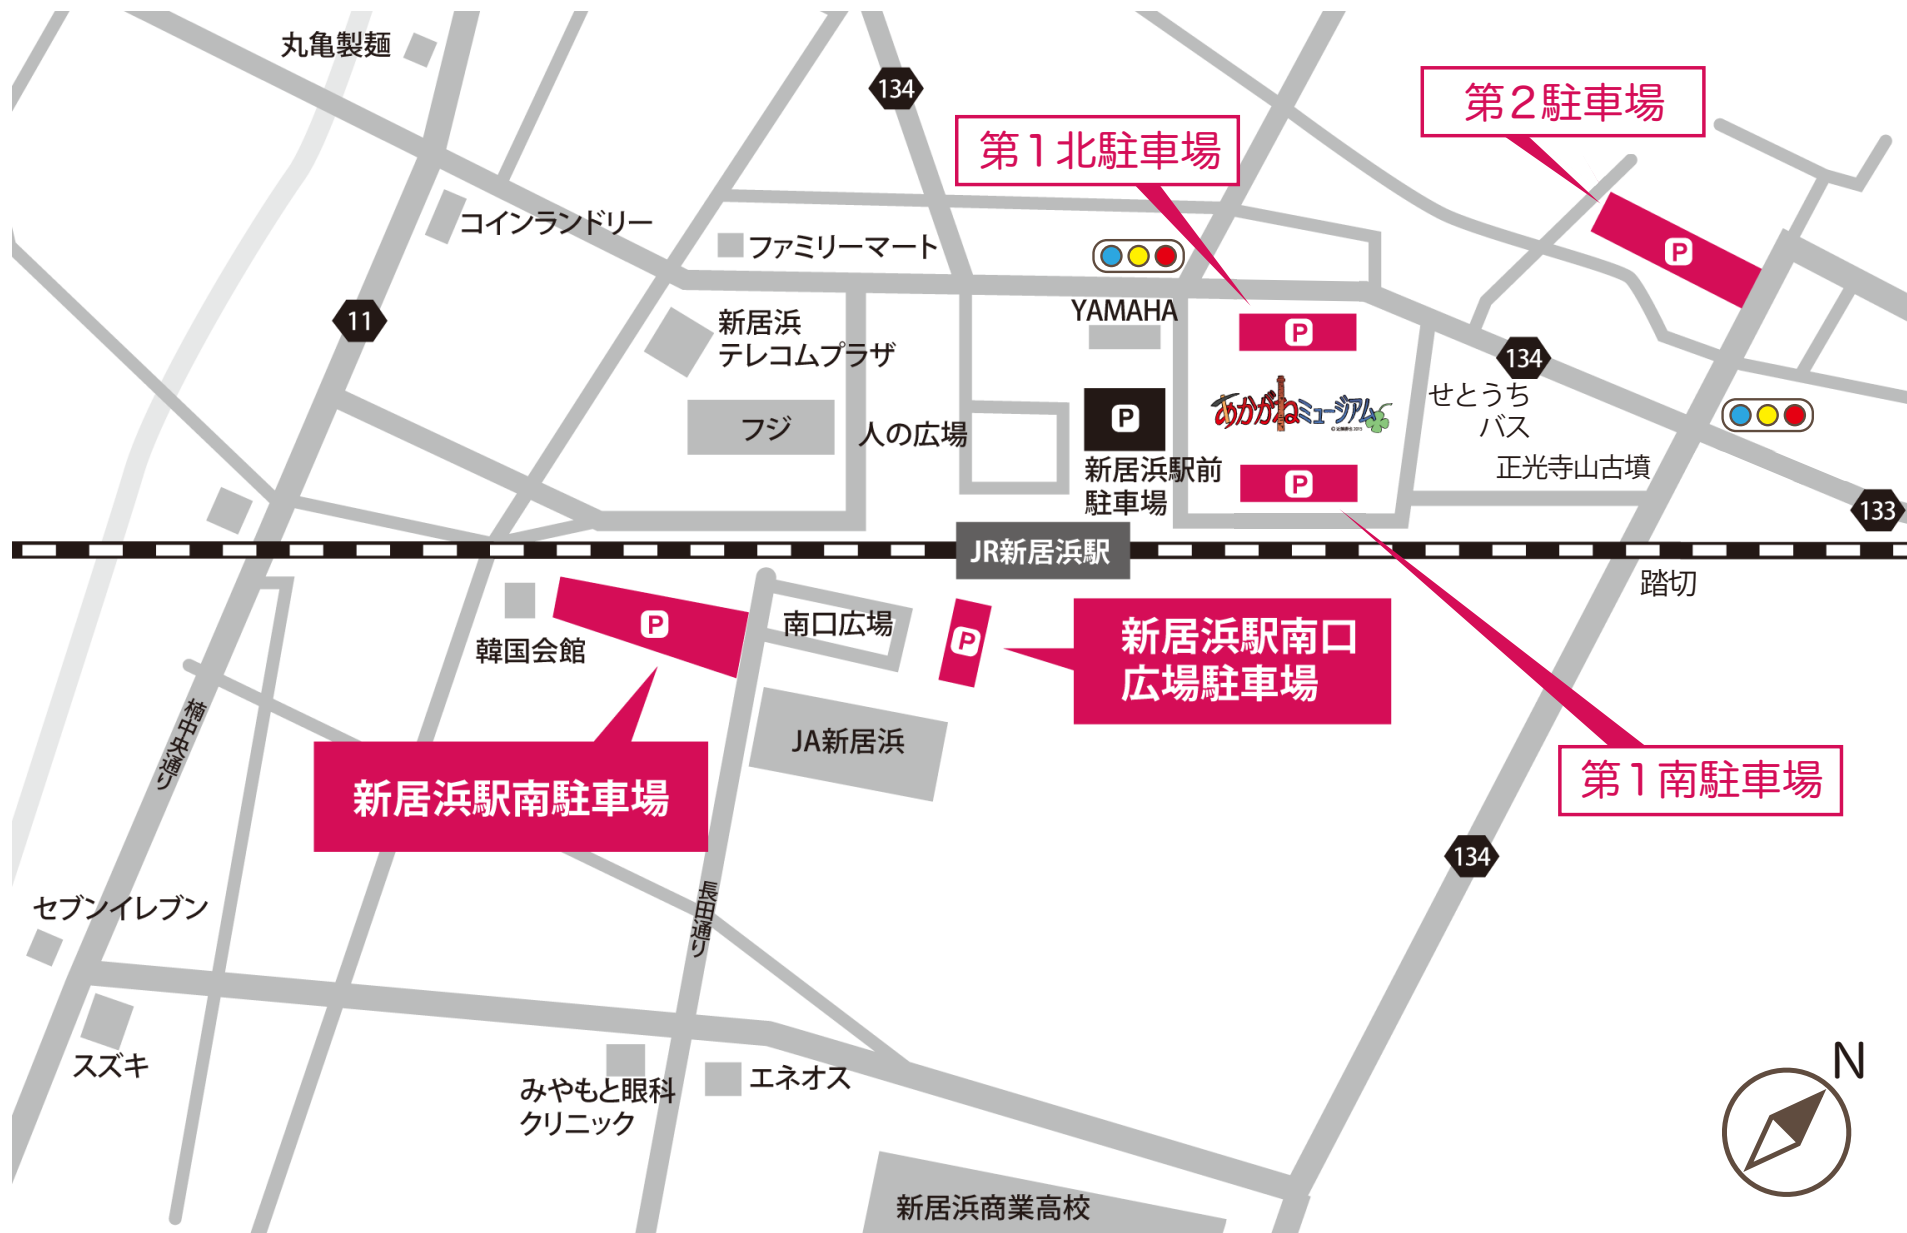 丸亀製麺
134
第2駐車場
第1北駐車場
P
コインランドリー
ファミリーマート
11
新居浜
テレコムプラザ
YAMAHA
P
134
せとうち
バス
フジ
人の広場
P
あかがねミュージアム
新居浜駅前
駐車場
正光寺山古墳
P
133
JR新居浜駅
踏切
韓国会館
P
南口広場
P
新居浜駅南口
広場駐車場
楠中央通り
新居浜駅南駐車場
JA新居浜
第1南駐車場
134
セブンイレブン
長田通り
スズキ
みやもと眼科
クリニック
エネオス
N
新居浜商業高校